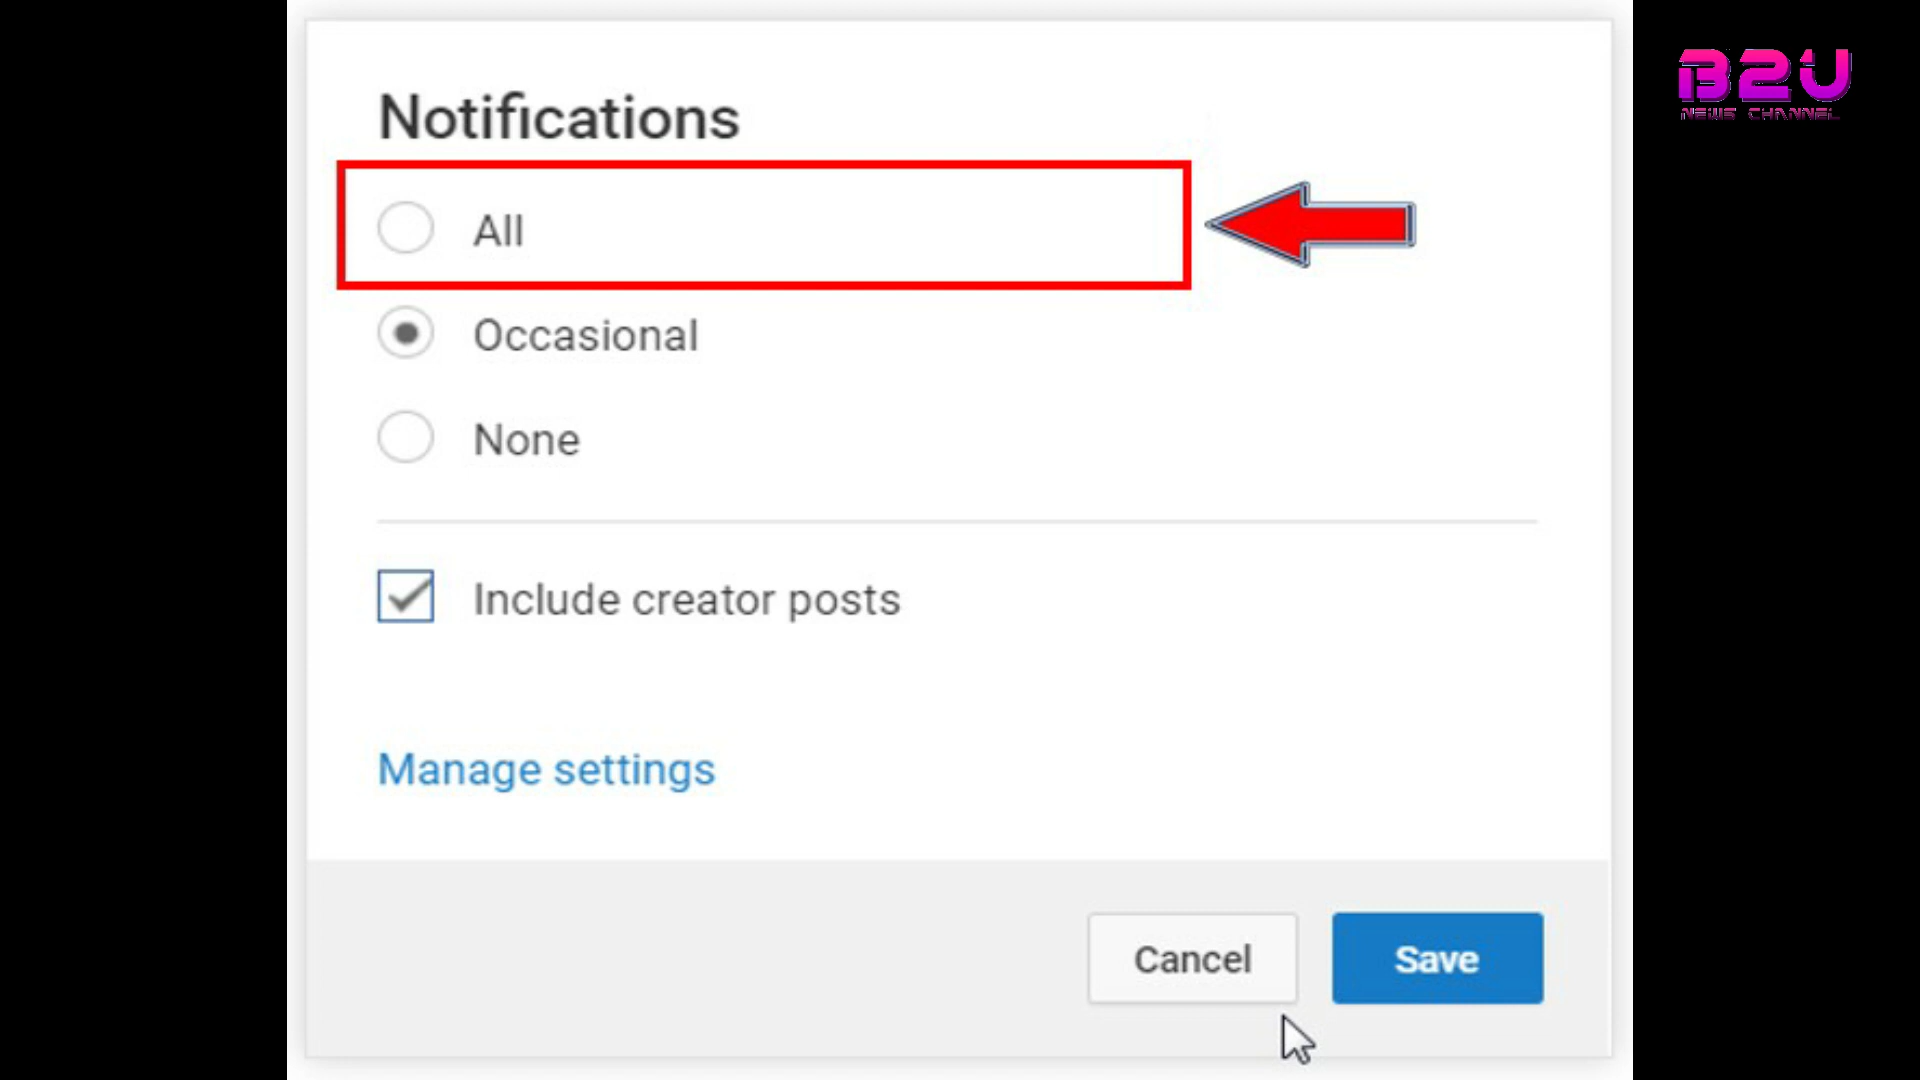 B2U
NEWS CHANNEL
Notifications
All
Occasional
None
Include creator posts
Manage settings
Cancel
Save